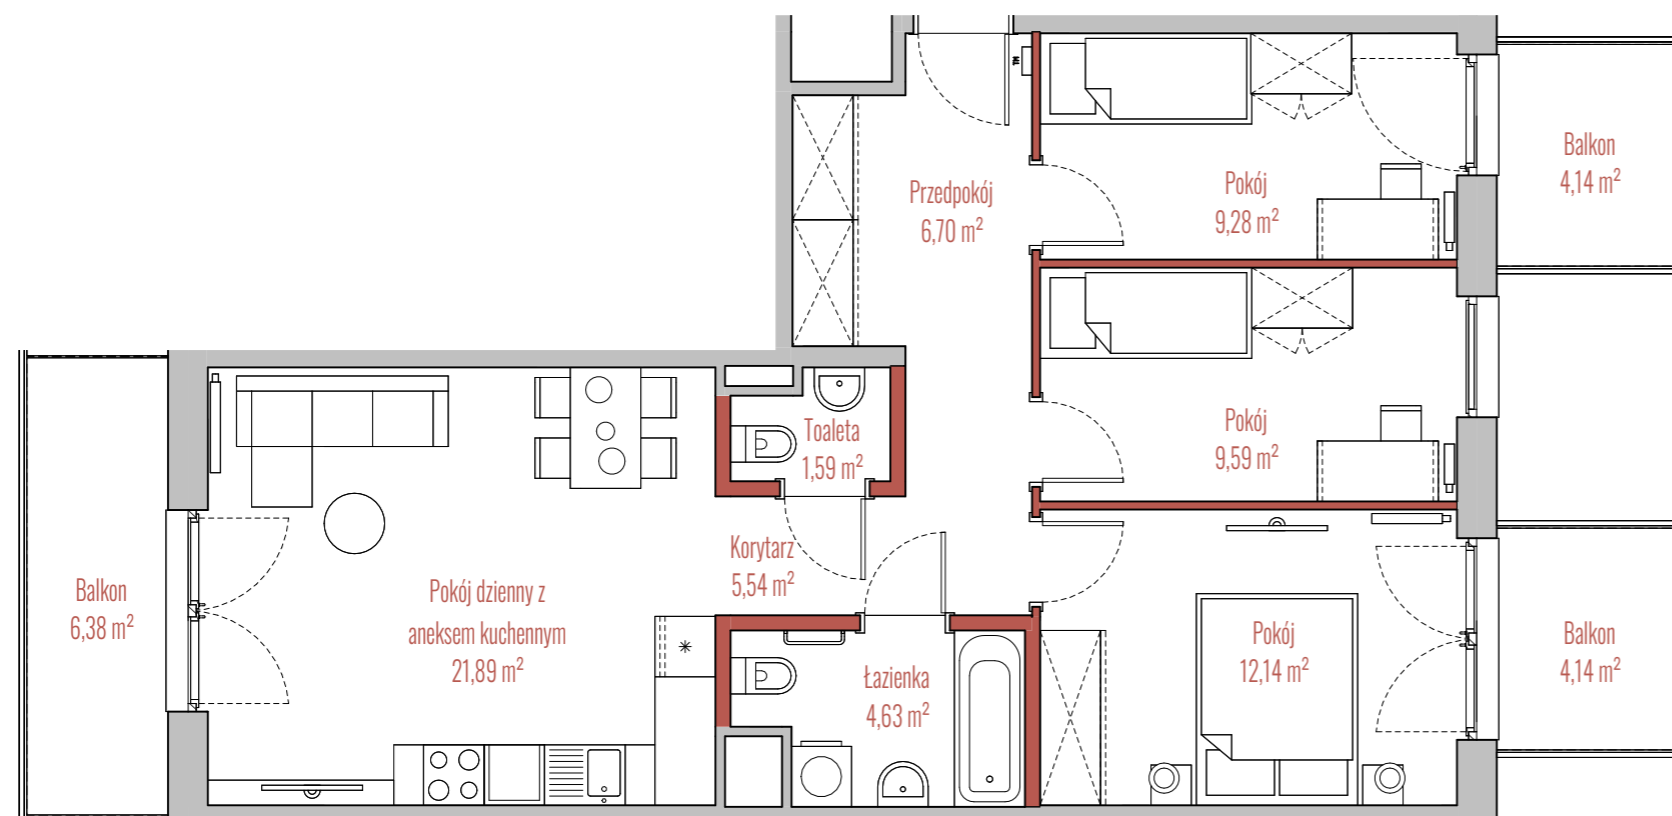 Balkon
4,14 m²
Pokój
9,28 m²
Przedpokój
6,70 m²
TM
Pokój
9,59 m²
Toaleta
1,59 m²
Korytarz
5,54 m²
Balkon
6,38 m²
Pokój dzienny z
aneksem kuchennym
21,89 m²
Łazienka
4,63 m²
Pokój
12,14 m²
Balkon
4,14 m²